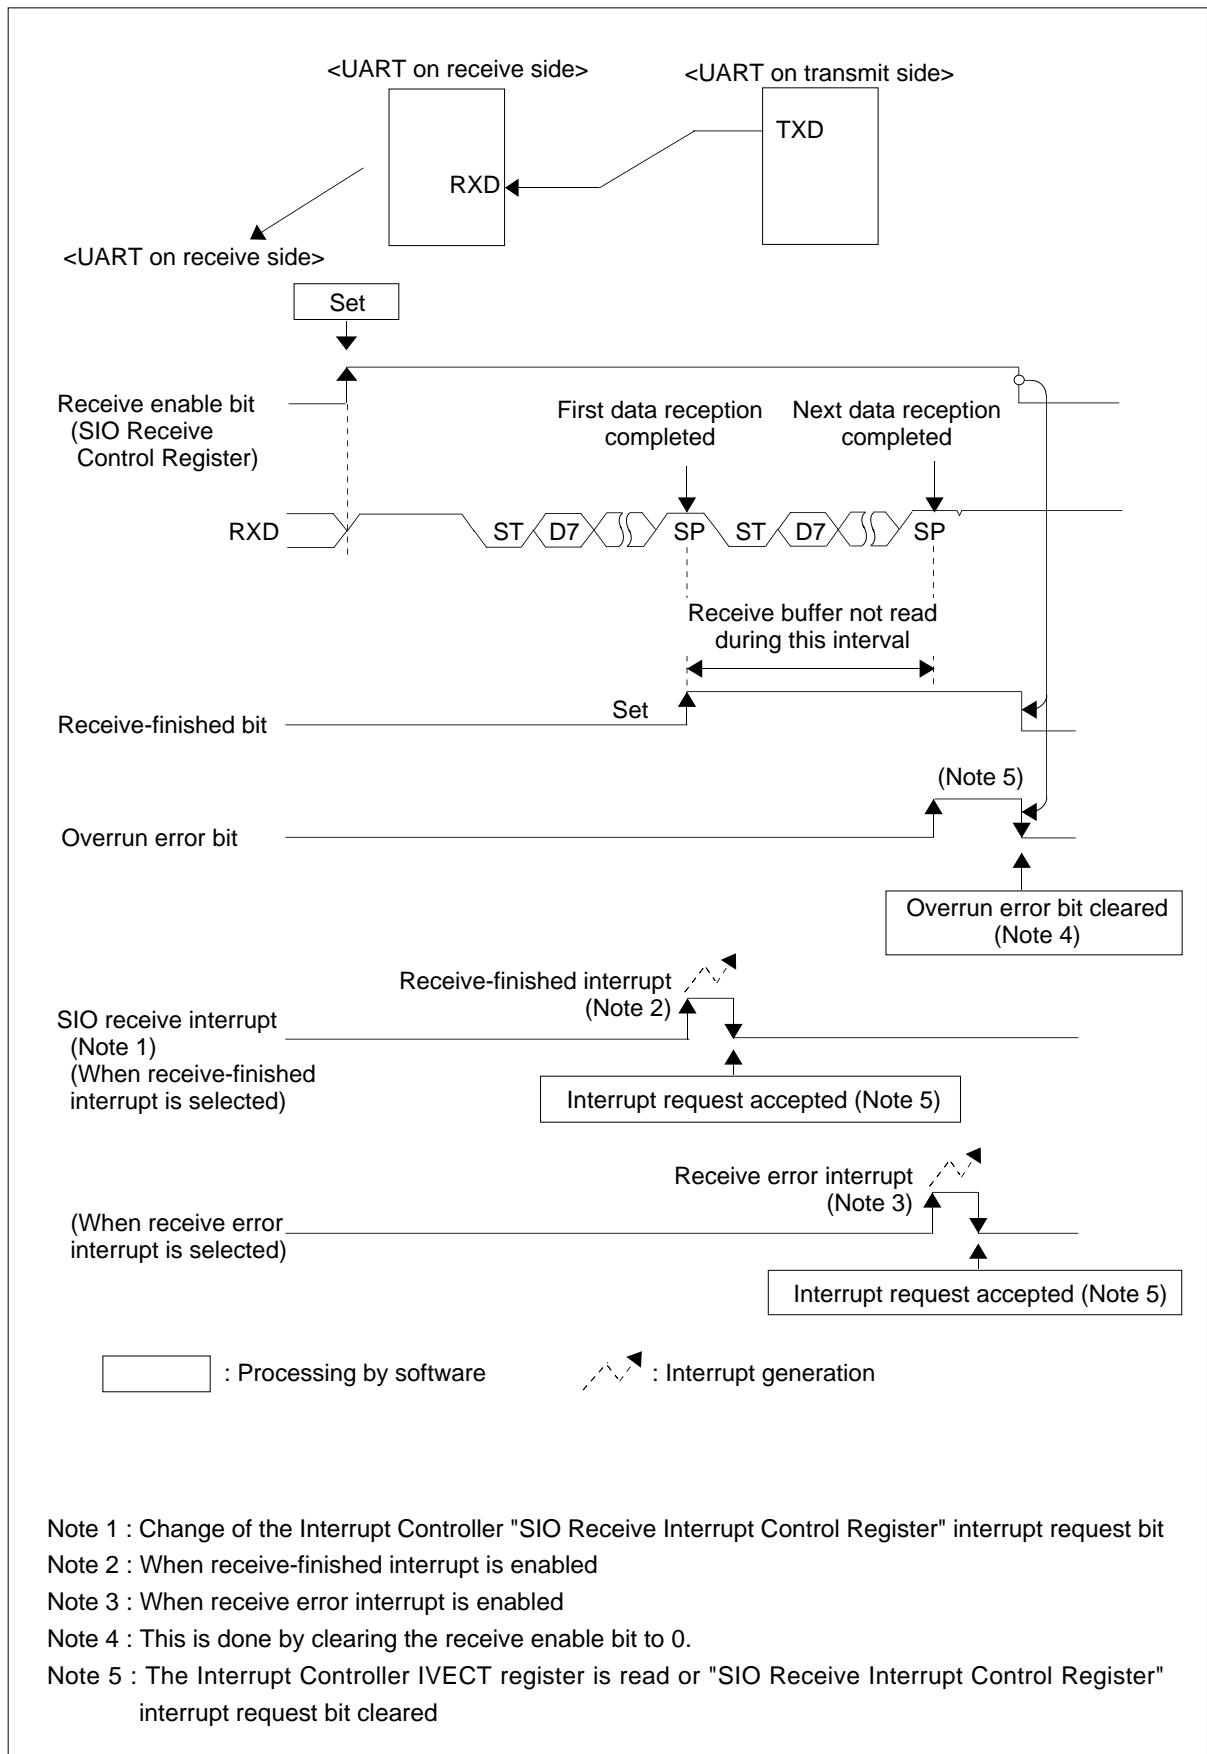 <UART on receive side>
<UART on transmit side>
TXD
RXD
<UART on receive side>
Set
Receive enable bit
(SIO Receive
Control Register)
First data reception
completed
Next data reception
completed
RXD
ST
D7
SP
ST
D7
SP
Receive buffer not read
during this interval
Set
Receive-finished bit
(Note 5)
Overrun error bit
Overrun error bit cleared
(Note 4)
Receive-finished interrupt
(Note 2)
SIO receive interrupt
(Note 1)
(When receive-finished
interrupt is selected)
Interrupt request accepted (Note 5)
Receive error interrupt
(Note 3)
(When receive error
interrupt is selected)
Interrupt request accepted (Note 5)
: Processing by software
: Interrupt generation
Note 1 : Change of the Interrupt Controller "SIO Receive Interrupt Control Register" interrupt request bit
Note 2 : When receive-finished interrupt is enabled
Note 3 : When receive error interrupt is enabled
Note 4 : This is done by clearing the receive enable bit to 0.
Note 5 : The Interrupt Controller IVECT register is read or "SIO Receive Interrupt Control Register"
interrupt request bit cleared